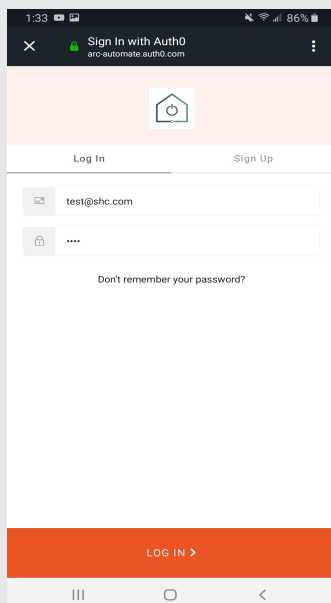 1:33 86%
Sign In with Auth0
arc-automate.auth0.com
Log In Sign Up
test@shc.com
••••
Don't remember your password?
LOG IN